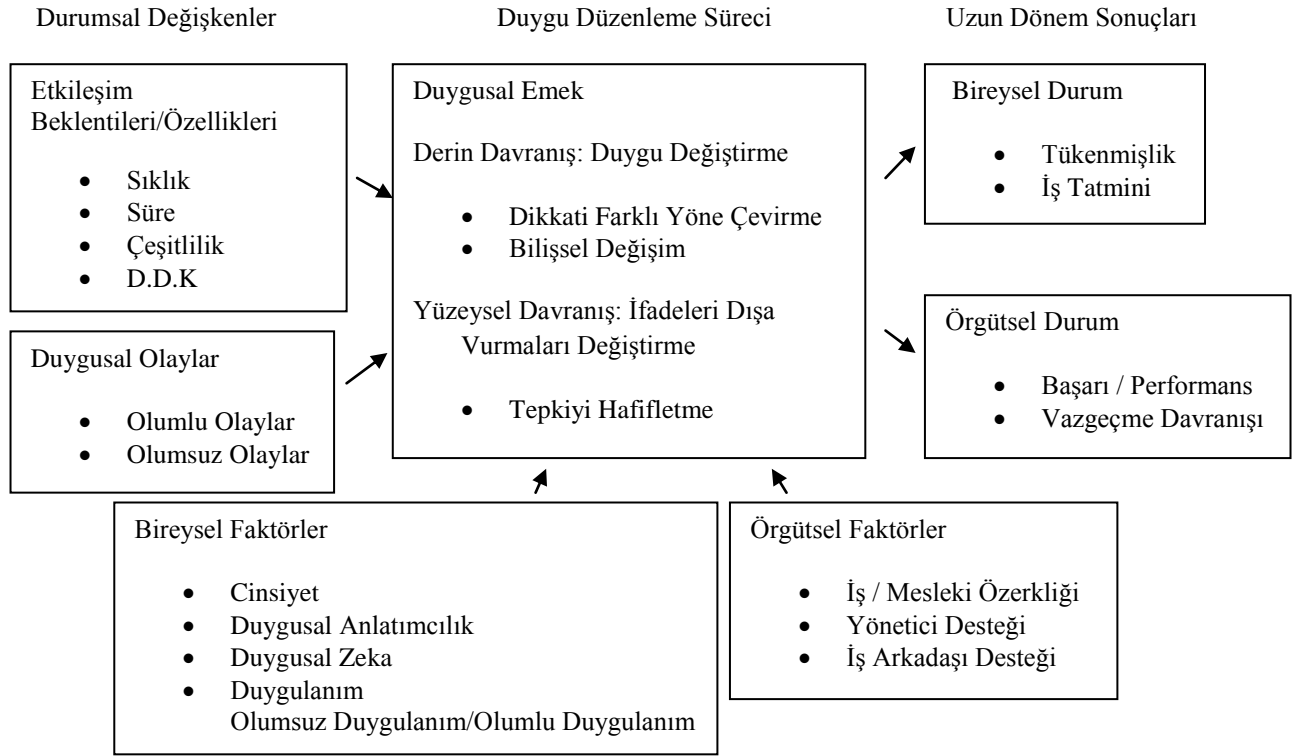 Durumsal Değişkenler
Duygu Düzenleme Süreci
Uzun Dönem Sonuçları
Etkileşim
Beklentileri/Özellikleri
• Sıklık
• Süre
• Çeşitlilik
• D.D.K
Duygusal Olaylar
• Olumlu Olaylar
• Olumsuz Olaylar
Duygusal Emek
Derin Davranış: Duygu Değiştirme
• Dikkati Farklı Yöne Çevirme
• Bilişsel Değişim
Yüzeysel Davranış: İfadeleri Dışa
Vurmaları Değiştirme
• Tepkiyi Hafifletme
Bireysel Durum
• Tükenmişlik
• İş Tatmini
Örgütsel Durum
• Başarı / Performans
• Vazgeçme Davranışı
Bireysel Faktörler
• Cinsiyet
• Duygusal Anlatımcılık
• Duygusal Zeka
• Duygulanım
Olumsuz Duygulanım/Olumlu Duygulanım
Örgütsel Faktörler
• İş / Mesleki Özerkliği
• Yönetici Desteği
• İş Arkadaşı Desteği